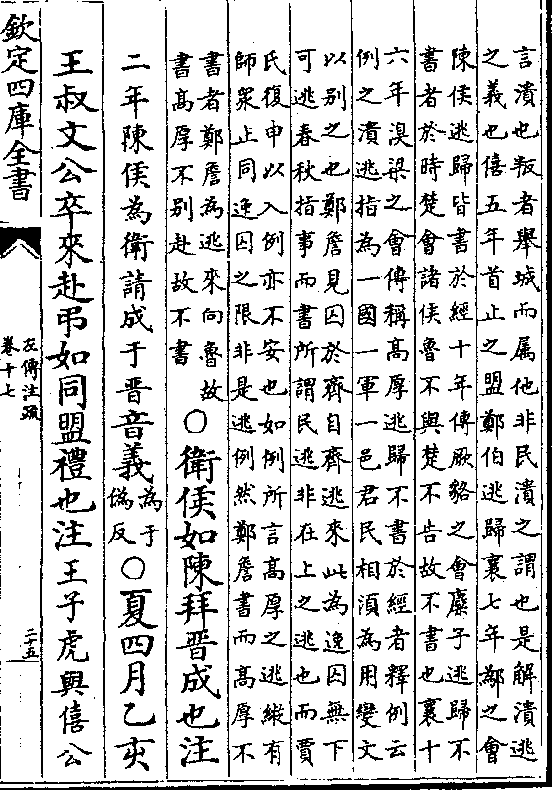 言潰也叛者舉城而属他非民潰之謂也是解潰逃
之義也僖五年首止之盟鄭伯逃歸襄七年鄬之會
陳侯逃歸皆書於經十年傳厥貉之會麋子逃歸不
書者於時楚會諸侯魯不與楚不告故不書也襄十
六年溴梁之會傳稱髙厚逃歸不書於經者釋例云
例之潰逃指為一國一軍一邑君民相須為用變文
以别之也鄭詹見囚於齊自齊逃來此為逸囚無下
可逃春秋指事而書所謂民逃非在上之逃也而賈
氏復申以入例亦不安也如例所言髙厚之逃縱有
師衆止同逸囚之限非是逃例然鄭詹書而髙厚不
書者鄭詹為逃來向魯故
書髙厚不别赴故不書
○衛侯如陳拜晋成也注
二年陳侯為衛請成于晋音義
為于
偽反
○夏四月乙亥
王叔文公卒來赴弔如同盟禮也注王子虎與僖公
欽定四庫全書
左傳注疏
卷十七
二十五